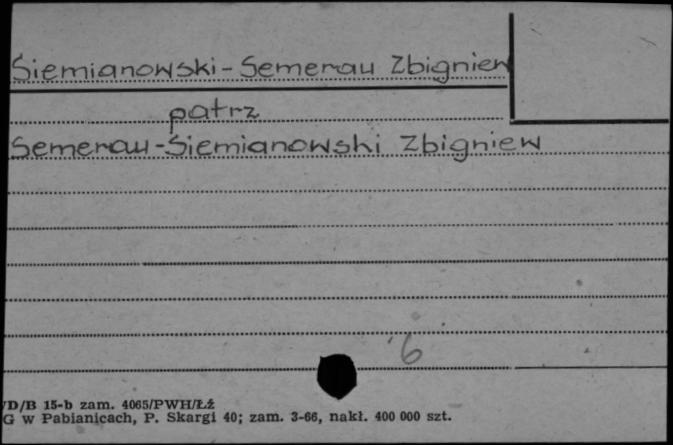 Siemianowski-Semerau Zbigniew
patrz
Semerau-Siemianowski Zbigniew
6
/D/B 15-b zam. 4065/PWH/Łź
G w Pabianicach, P. Skargi 40; zam. 3-66, nakł. 400 000 szt.